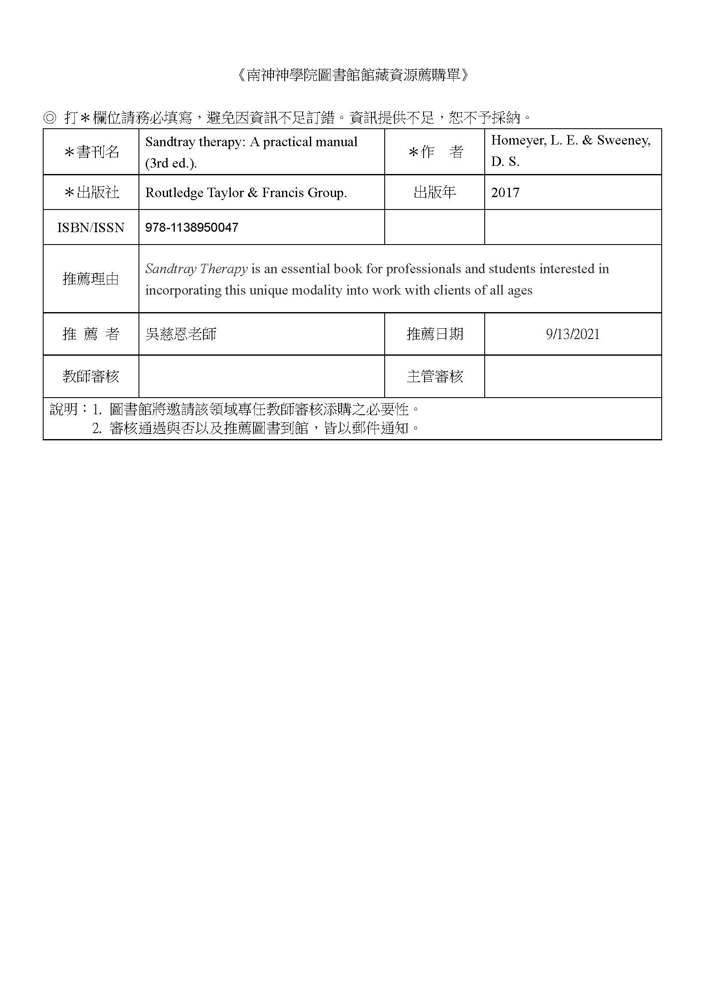 《南神神學院圖書館館藏資源薦購單》
◎ 打＊欄位請務必填寫，避免因資訊不足訂錯。資訊提供不足，恕不予採納。
＊書刊名
Sandtray therapy: A practical manual
(3rd ed.).
＊作　者
Homeyer, L. E. & Sweeney,
D. S.
＊出版社
Routledge Taylor & Francis Group.
出版年
2017
ISBN/ISSN
978-1138950047
推薦理由
Sandtray Therapy is an essential book for professionals and students interested in
incorporating this unique modality into work with clients of all ages
推 薦 者
吳慈恩老師
推薦日期
9/13/2021
教師審核
主管審核
說明：1. 圖書館將邀請該領域專任教師審核添購之必要性。
2. 審核通過與否以及推薦圖書到館，皆以郵件通知。